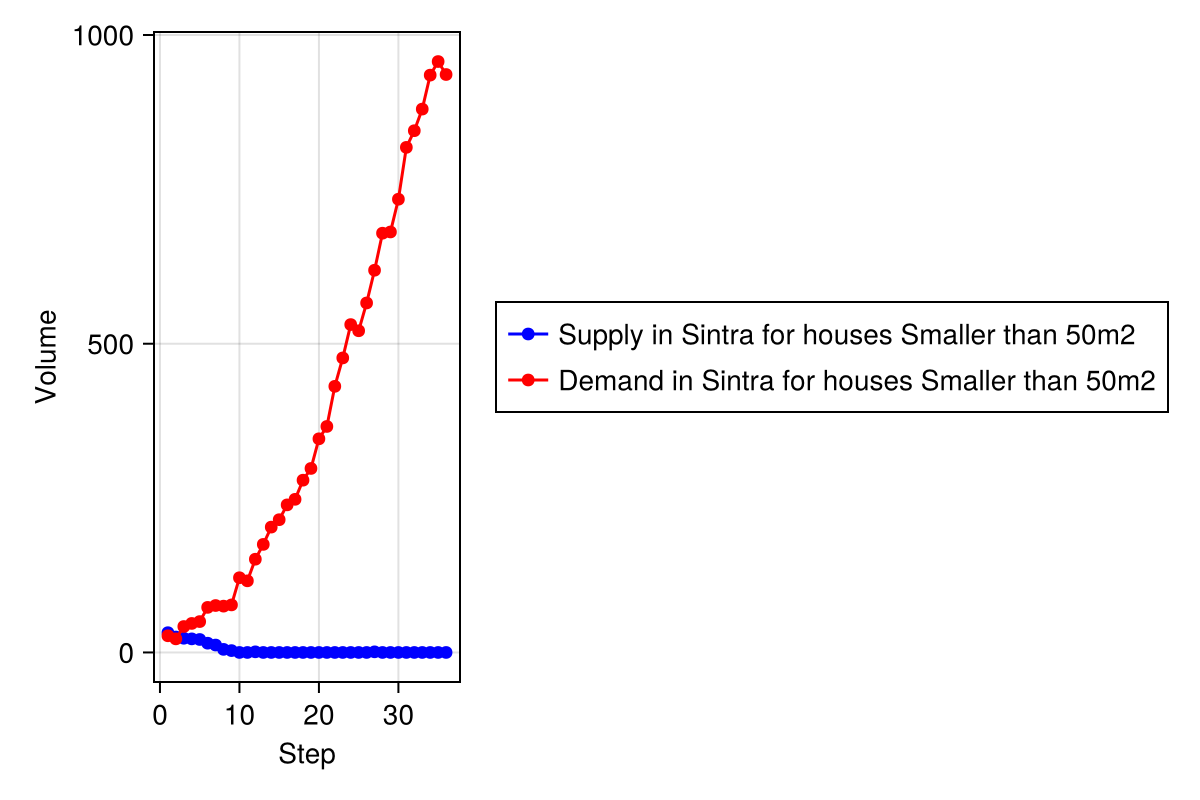 1000
500
0
Volume
0 10 20 30
Step
Supply in Sintra for houses Smaller than 50m2
Demand in Sintra for houses Smaller than 50m2